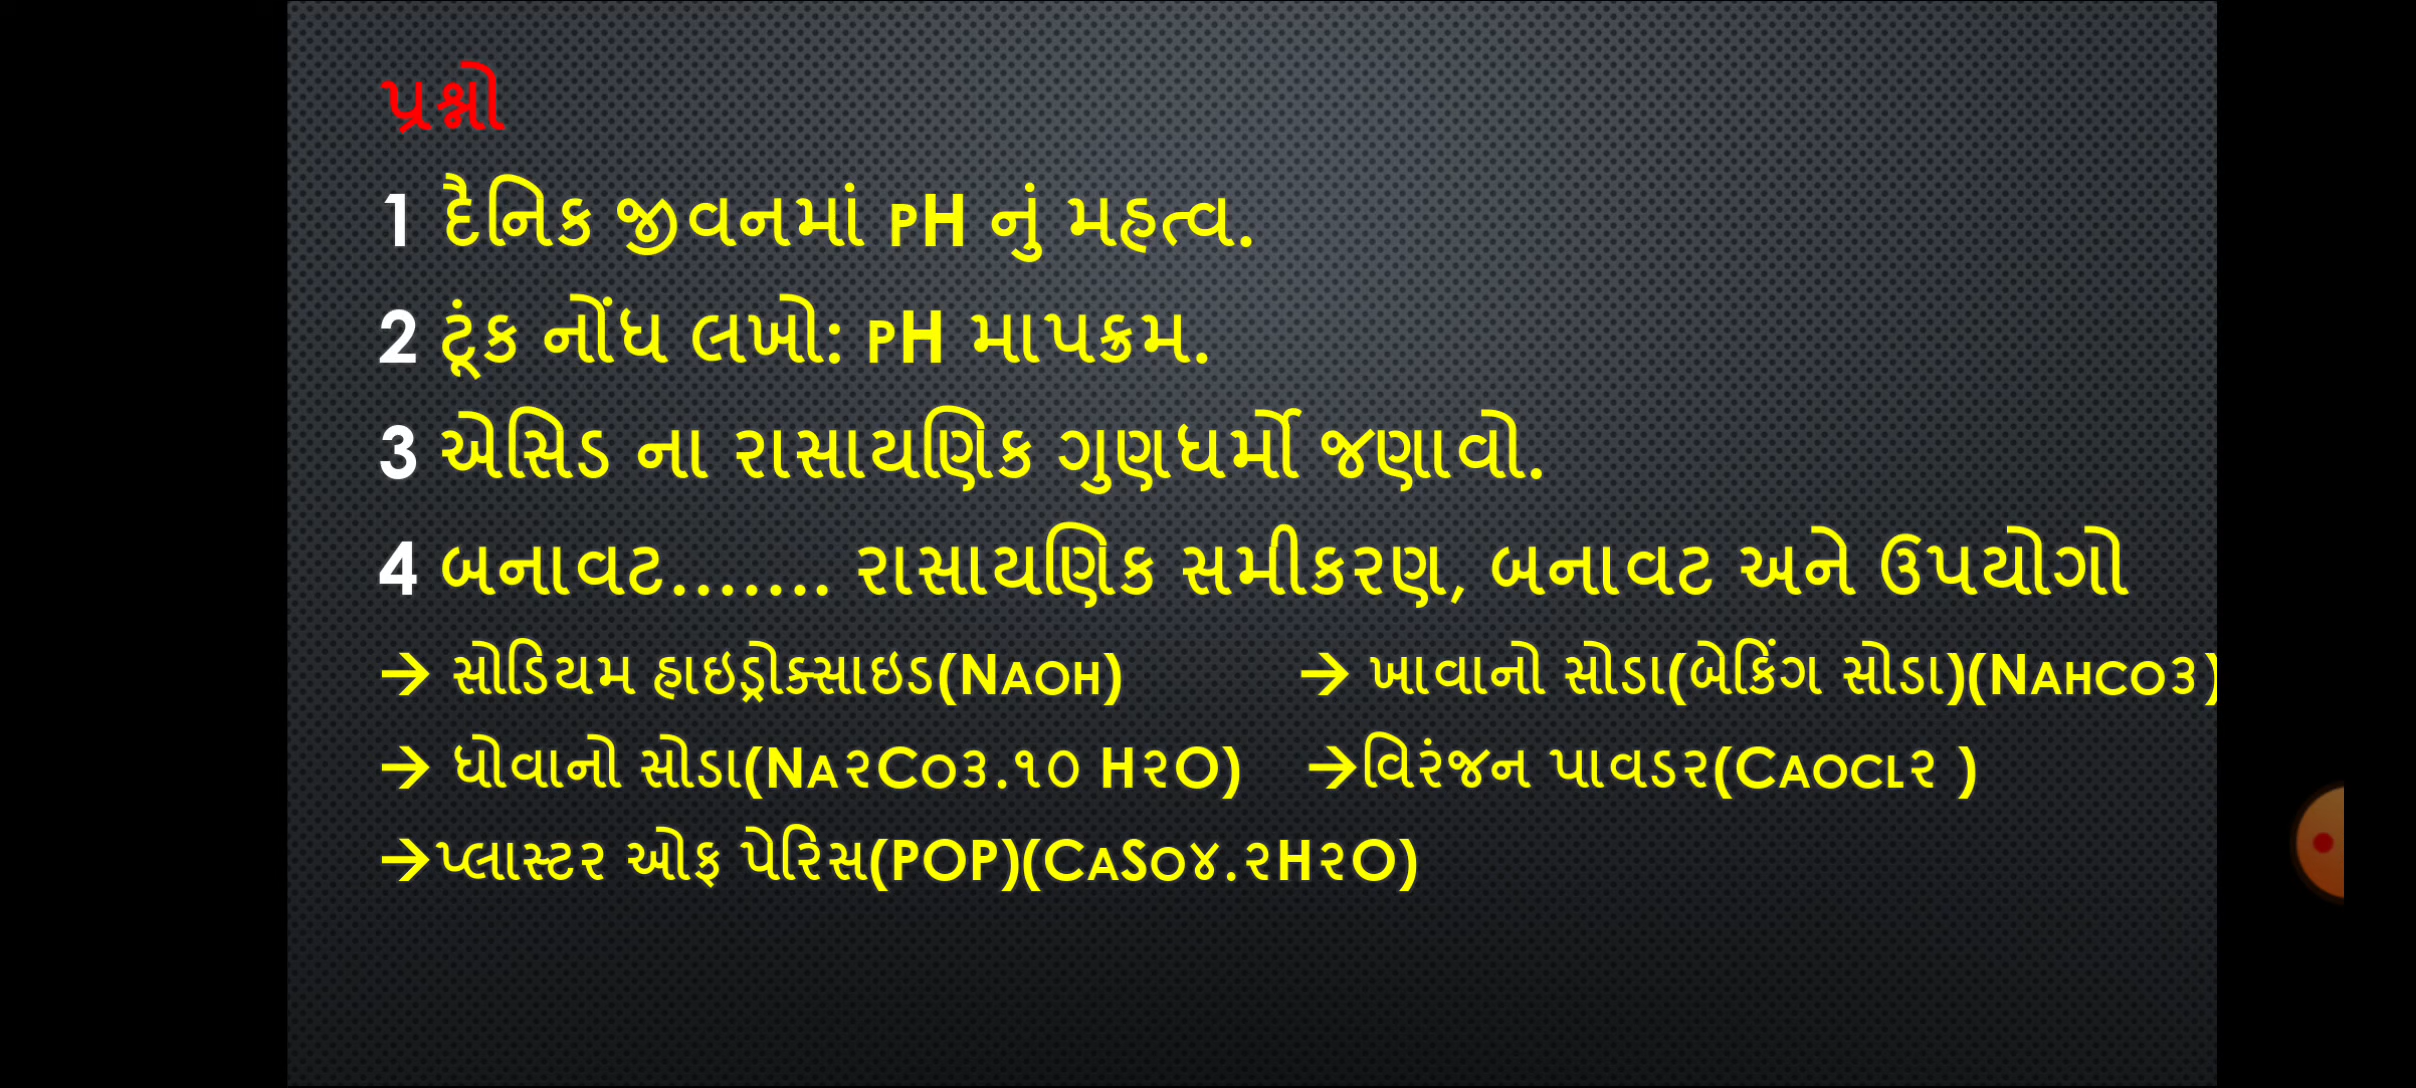 પ્રશ્નો
1 દૈનિક જીવનમાં PH નું મહત્વ.
2 ટૂંક નોંધ લખો: PH માપક્રમ.
3 એસિડ ના રાસાયણિક ગુણધર્મો જણાવો.
4 બનાવટ....... રાસાયણિક સમીકરણ, બનાવટ અને ઉપયોગો
→ સોડિયમ હાઇડ્રોક્સાઇડ(NAOH) → ખાવાનો સોડા(બેકિંગ સોડા)(NAHCO૩)
→ ધોવાનો સોડા(NA૨CO૩.૧૦ H૨O) →વિરંજન પાવડર(CAOCL૨ )
→પ્લાસ્ટર ઓફ પેરિસ(POP)(CASO૪.૨H૨O)